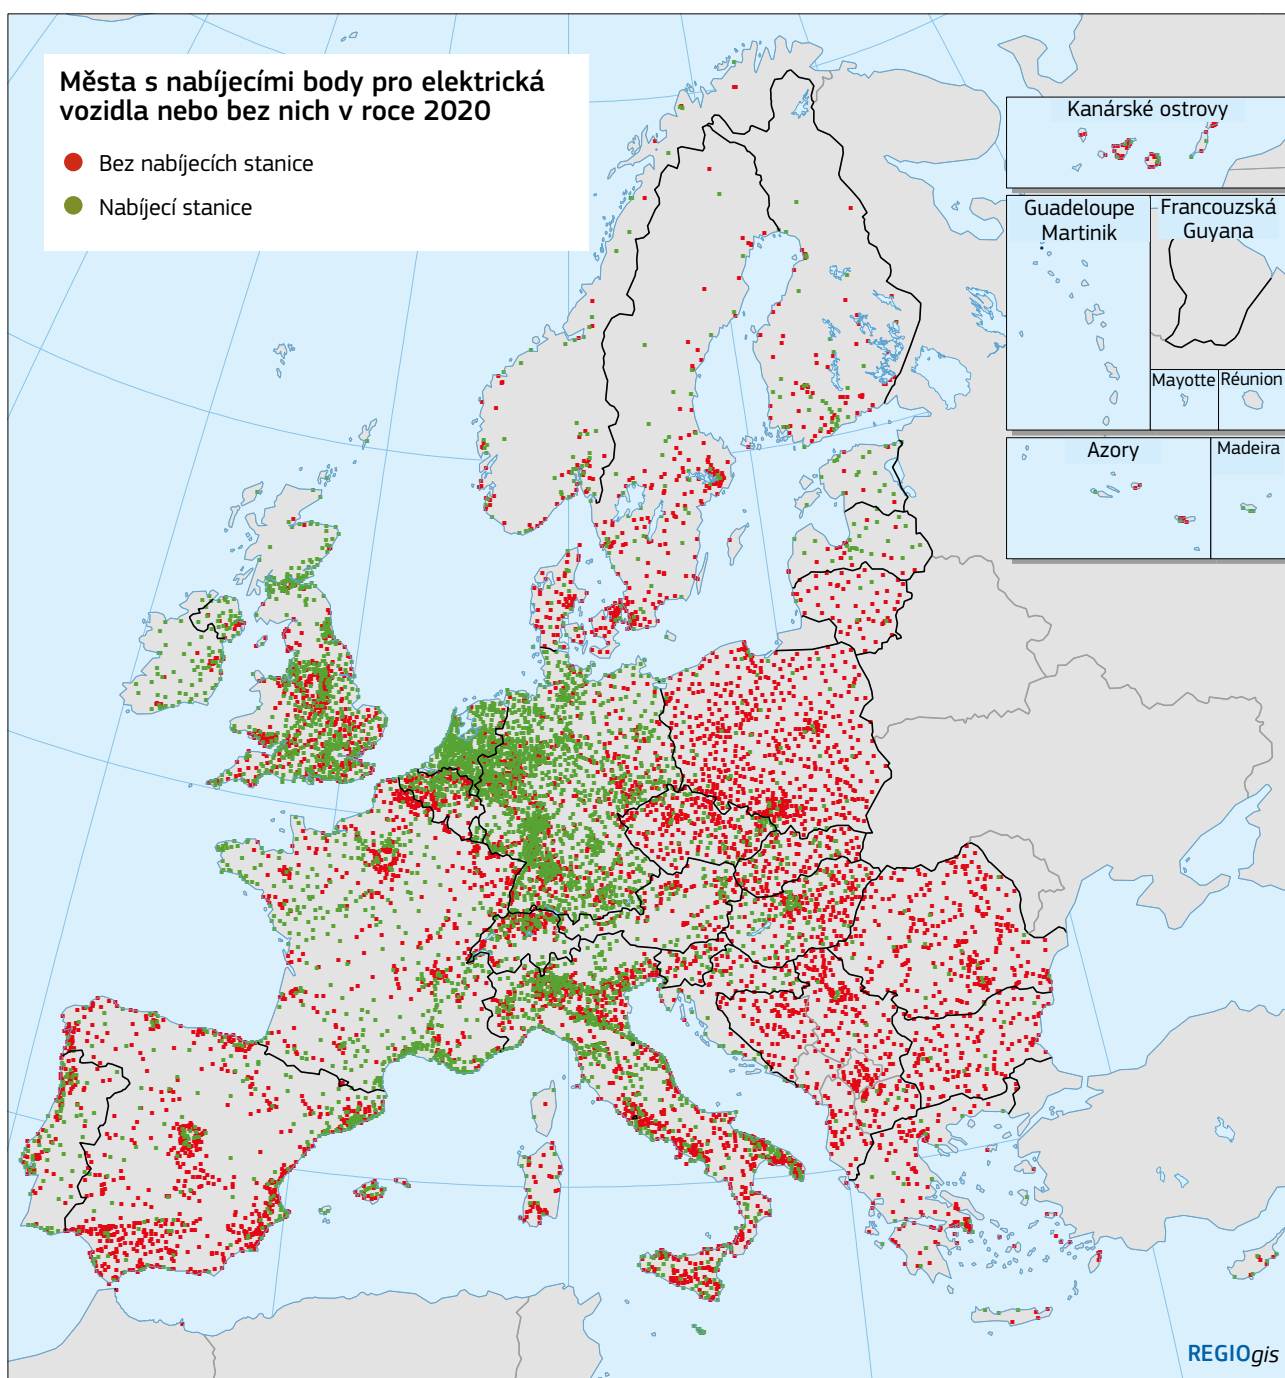 Města s nabíjecími body pro elektrická
vozidla nebo bez nich v roce 2020
Bez nabíjecích stanice
Nabíjecí stanice
Kanárské ostrovy
Guadeloupe
Martinik
Francouzská
Guyana
Mayotte
Réunion
Azory
Madeira
REGIOgis